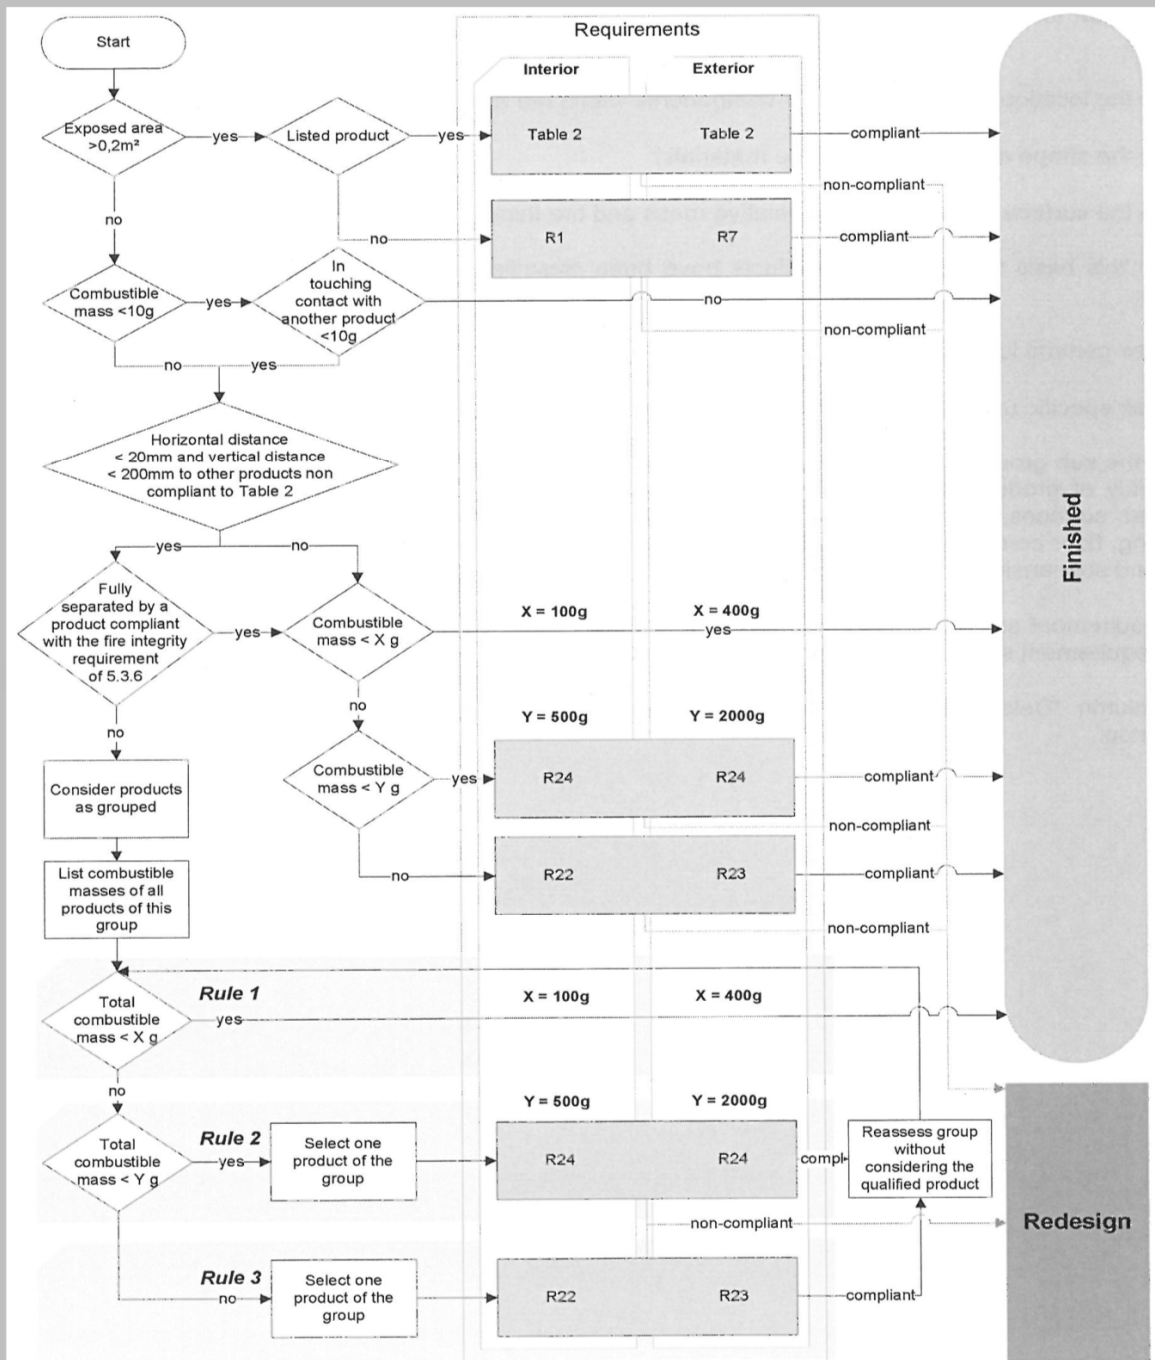 Requirements
Start
Interior
Exterior
Exposed area
>0,2m²
yes
Listed product
yes
Table 2
Table 2
compliant
non-compliant
no
no
R1
R7
compliant
Combustible
mass <10g
yes
In
touching
contact with
another product
<10g
no
non-compliant
no
yes
Horizontal distance
< 20mm and vertical distance
< 200mm to other products non
compliant to Table 2
Finished
yes
no
Fully
separated by a
product compliant
with the fire integrity
requirement
of 5.3.6
yes
Combustible
mass < X g
X = 100g
X = 400g
yes
no
no
Y = 500g
Y = 2000g
Consider products
as grouped
Combustible
mass < Y g
yes
R24
R24
compliant
non-compliant
no
R22
R23
compliant
non-compliant
List combustible
masses of all
products of this
group
Rule 1
X = 100g
X = 400g
Total
combustible
mass < X g
yes
no
Y = 500g
Y = 2000g
Rule 2
Total
combustible
mass < Y g
yes
Select one
product of the
group
R24
R24
compl
Reassess group
without
considering the
qualified product
non-compliant
Redesign
Rule 3
no
Select one
product of the
group
R22
R23
compliant